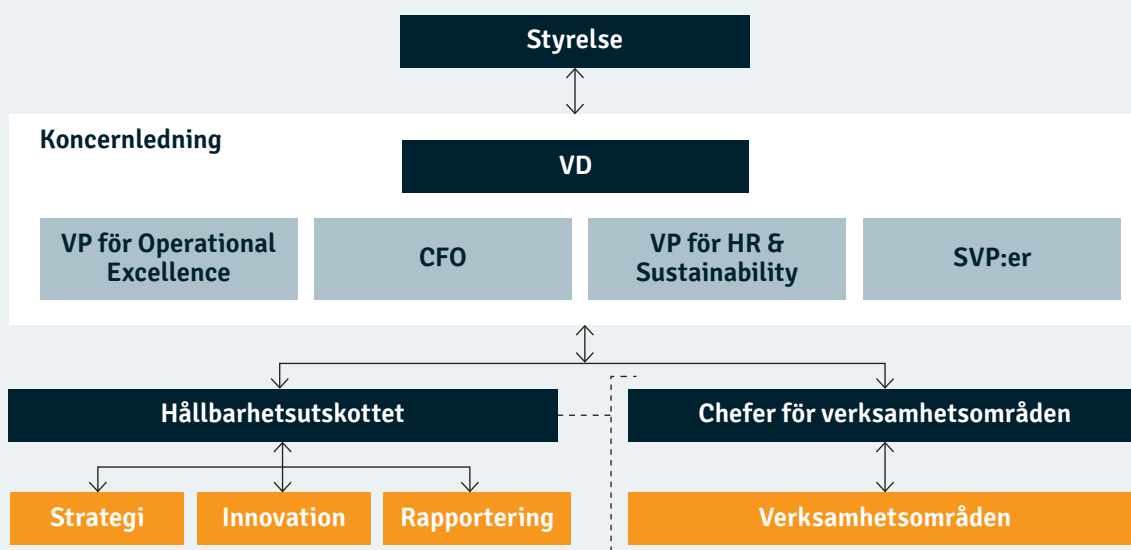 Styrelse
Koncernledning
VD
VP för Operational
Excellence
CFO
VP för HR &
Sustainability
SVP:er
Hållbarhetsutskottet
Chefer för verksamhetsområden
Strategi
Innovation
Rapportering
Verksamhetsområden